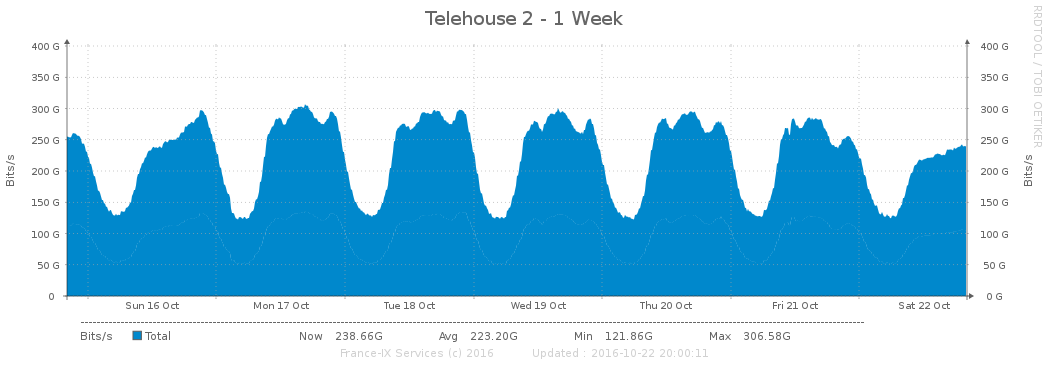 Telehouse 2 - 1 Week
RRDTOOL / TOBI OETIKER
400 G 400 G
350 G 350 G
300 G 300 G
250 G 250 G
200 G 200 G
150 G 150 G
100 G 100 G
50 G 50 G
0 0 G
Bits/s Bits/s
Sun 16 Oct Mon 17 Oct Tue 18 Oct Wed 19 Oct Thu 20 Oct Fri 21 Oct Sat 22 Oct
Bits/s Total Now 238.66G Avg 223.20G Min 121.86G Max 306.58G
France-IX Services (c) 2016 Updated : 2016-10-22 20:00:11